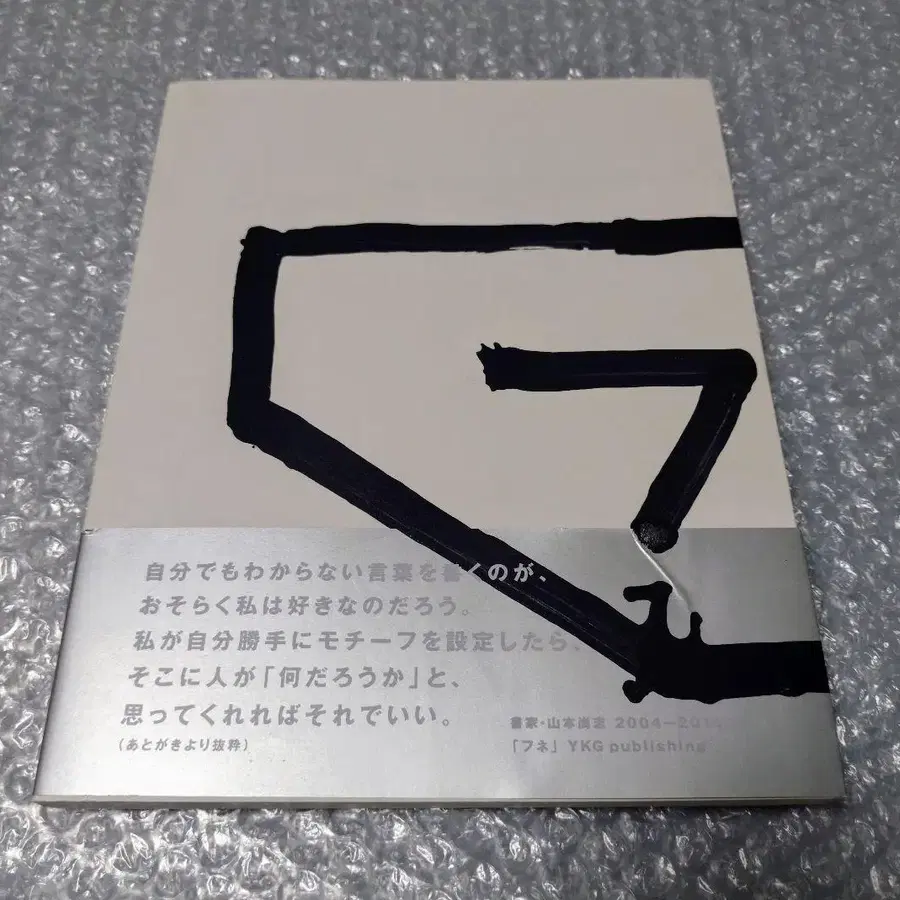 自分でもわからない言葉を書くのが、
おそらく私は好きなのだろう。
私が自分勝手にモチーフを設定したら、
そこに人が「何だろうか」と、
思ってくれればそれでいい。
(あとがきより抜粋)
書家・山本尚志 2004-201
「フネ」 YKG publishing